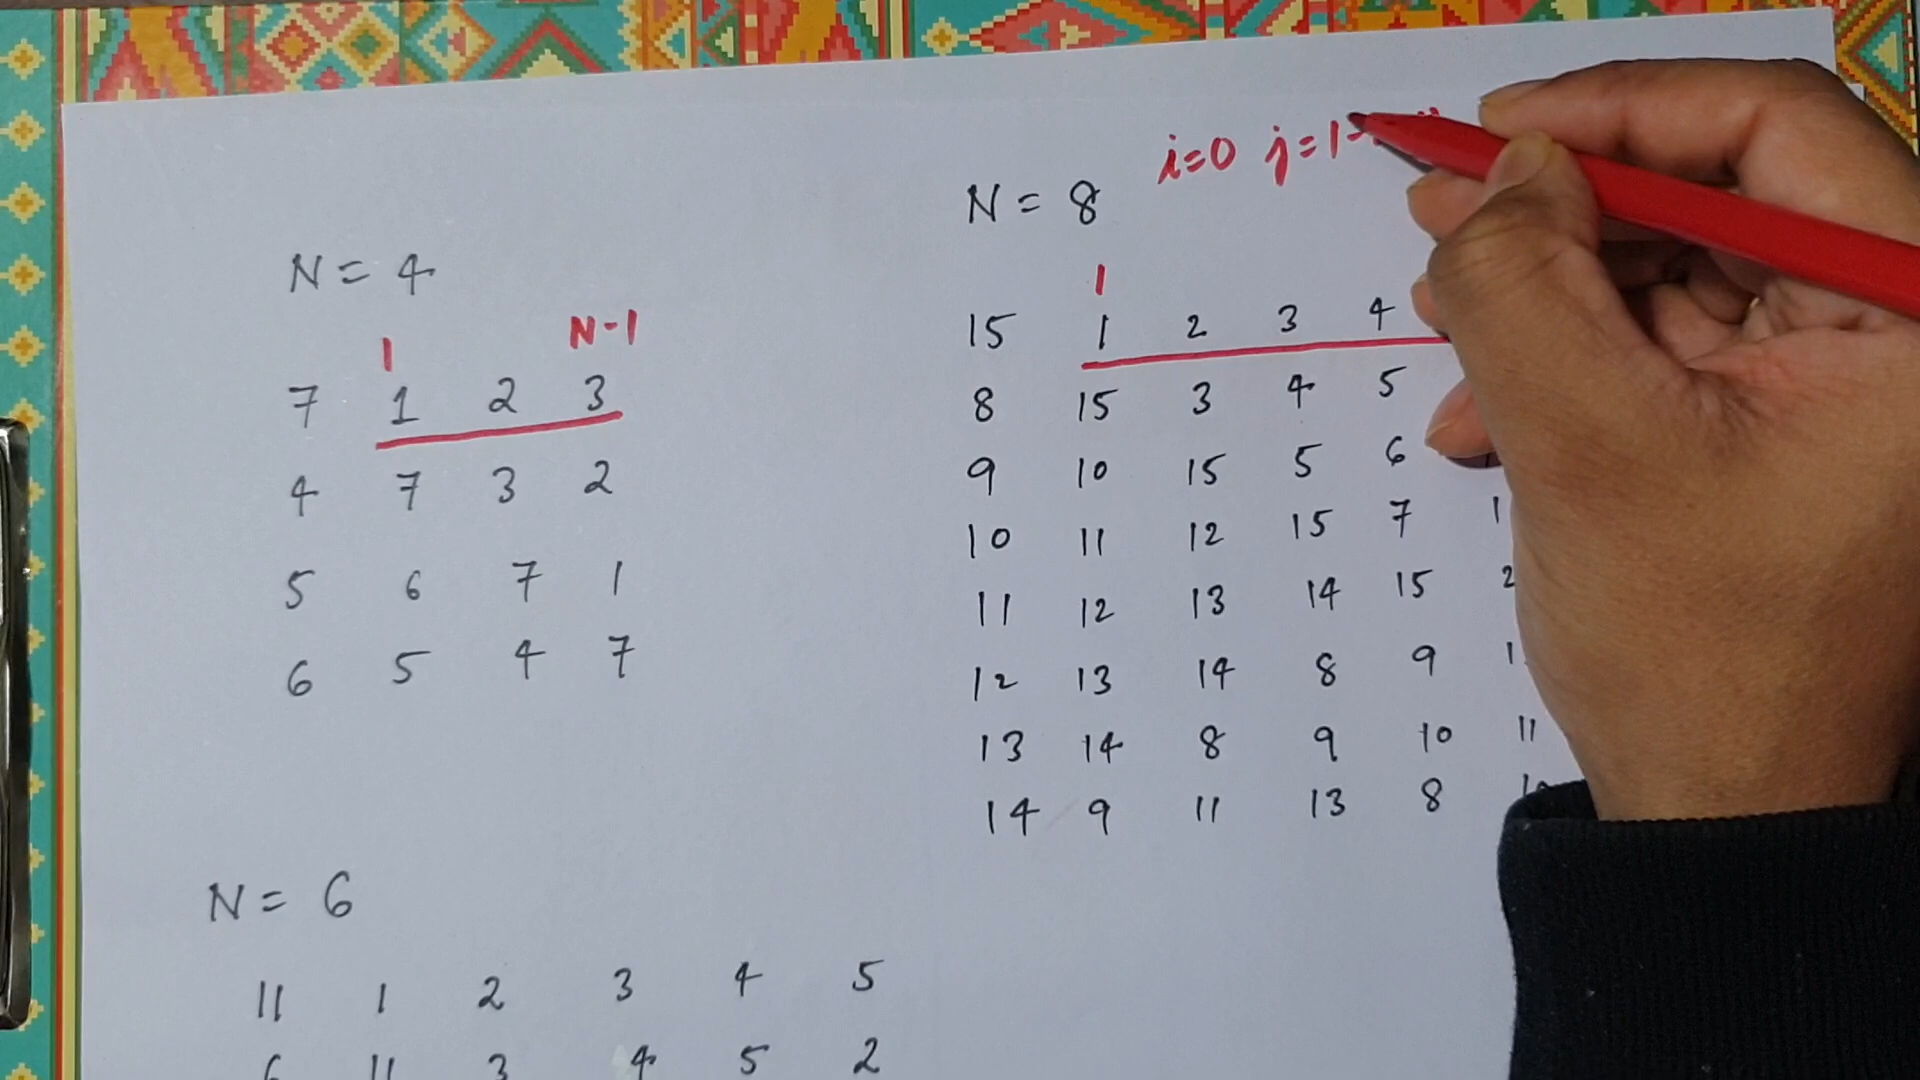 N = 4
1 N-1
7 1 2 3
4 7 3 2
5 6 7 1
6 5 4 7
N = 8
i=0 j=1
1
15 1 2 3 4
8 15 3 4 5
9 10 15 5 6
10 11 12 15 7
11 12 13 14 15 2
12 13 14 8 9
13 14 8 9 10 11
14 9 11 13 8
N = 6
11 1 2 3 4 5
6 11 3 4 5 2